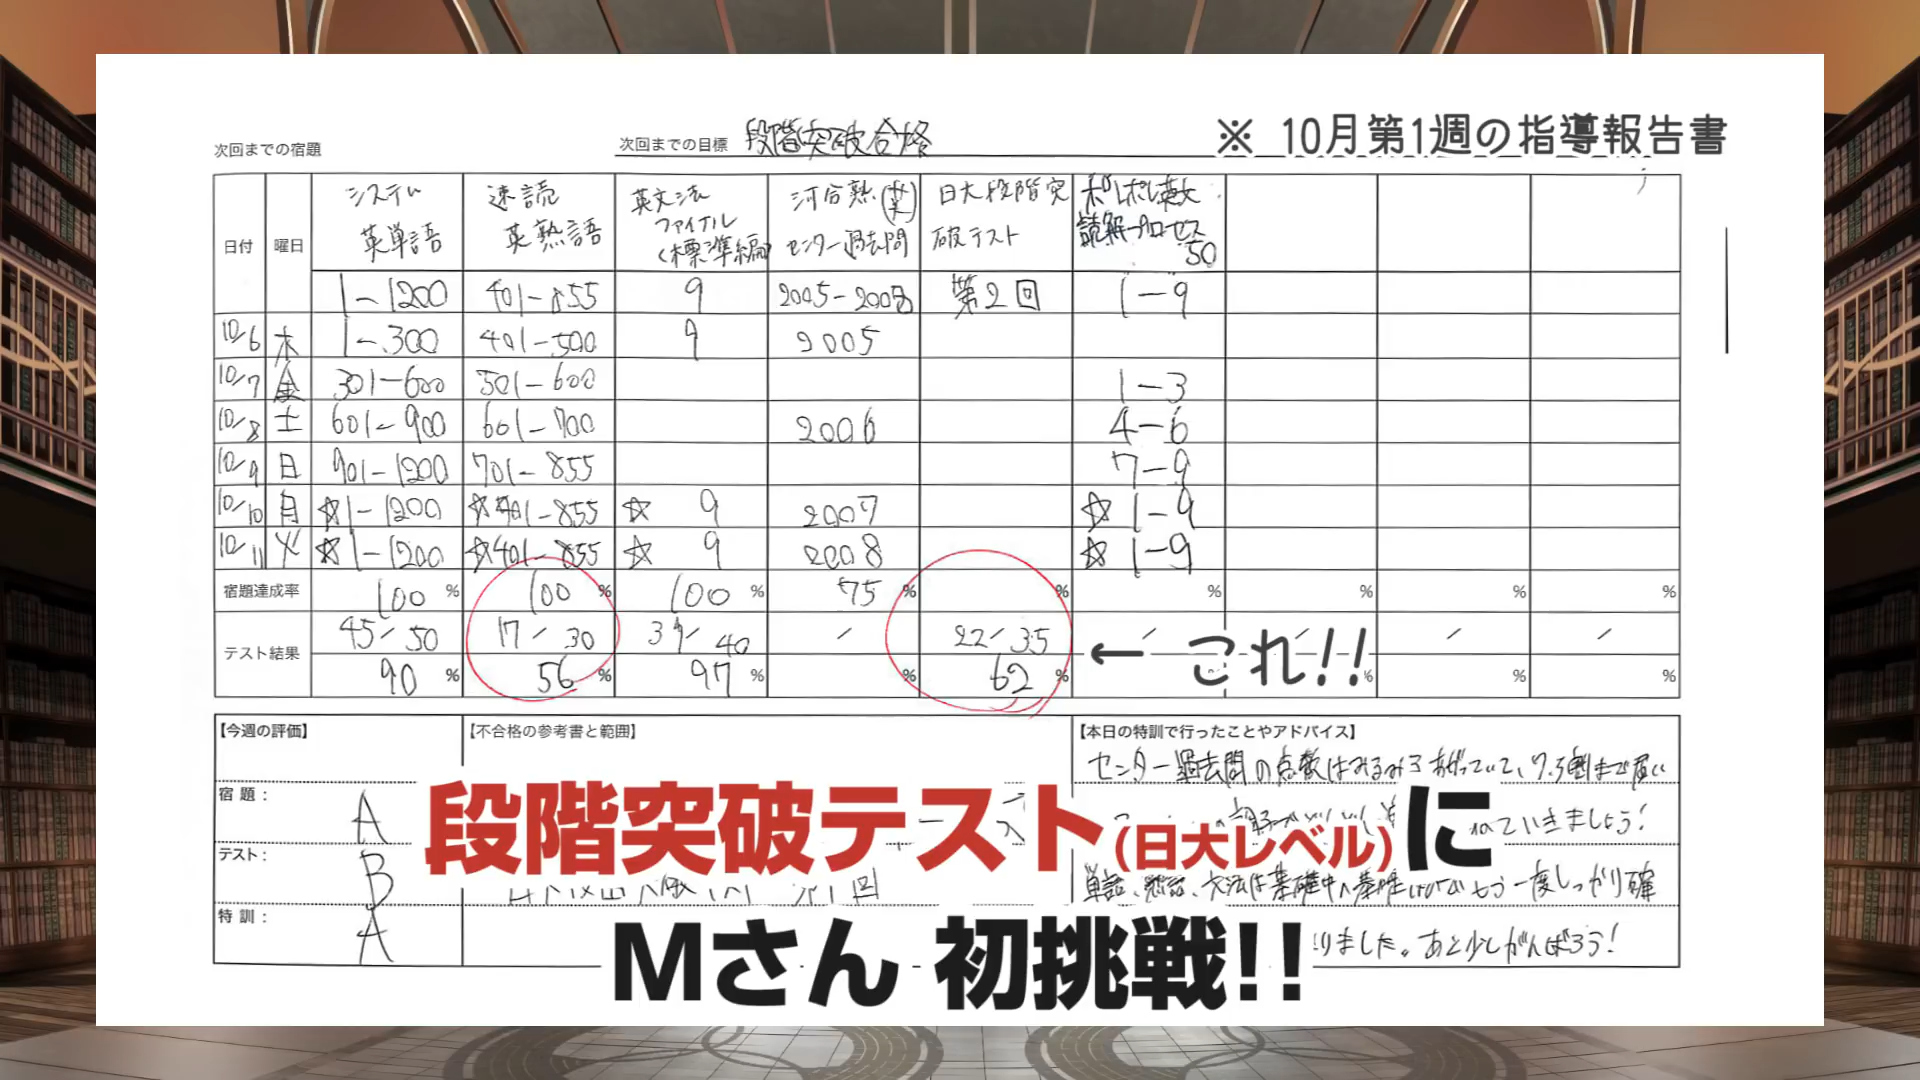 ※ 10月第1週の指導報告書
次回までの宿題
次回までの目標 段階突破合格
日付 曜日 システム英単語 速読英熟語 英文法ファイナル(標準編) 河合塾(黒)センター過去問 日大段階突破テスト ポレポレ英文読解プロセス50
1-1200 401-855 9 2005-2008 第2回 1-9
10/6 木 1-300 401-500 9 2005
10/7 金 301-600 501-600 1-3
10/8 土 601-900 601-700 2006 4-6
10/9 日 901-1200 701-855 7-9
10/10 月 ☆1-1200 ☆401-855 ☆ 9 2007 ☆ 1-9
10/11 火 ☆1-1200 ☆401-855 ☆ 9 2008 ☆ 1-9
宿題達成率 100 % 100 % 100 % 75 % % % % % %
テスト結果 45/50 17/30 39/40 / 22/35 / / / /
90 % 56 % 97 % % 62 % % % %
← これ!!
【今週の評価】 【不合格の参考書と範囲】 【本日の特訓で行ったことやアドバイス】
センター過去問の点数はみるみる上がっていて、7.5割まで届い
宿題: A
ていきましょう!
テスト: B
単語、熟語、文法は基礎中の基礎なのでもう一度しっかり確
特訓: A
りました。あと少しがんばろう!
段階突破テスト(日大レベル)に
Mさん 初挑戦!!